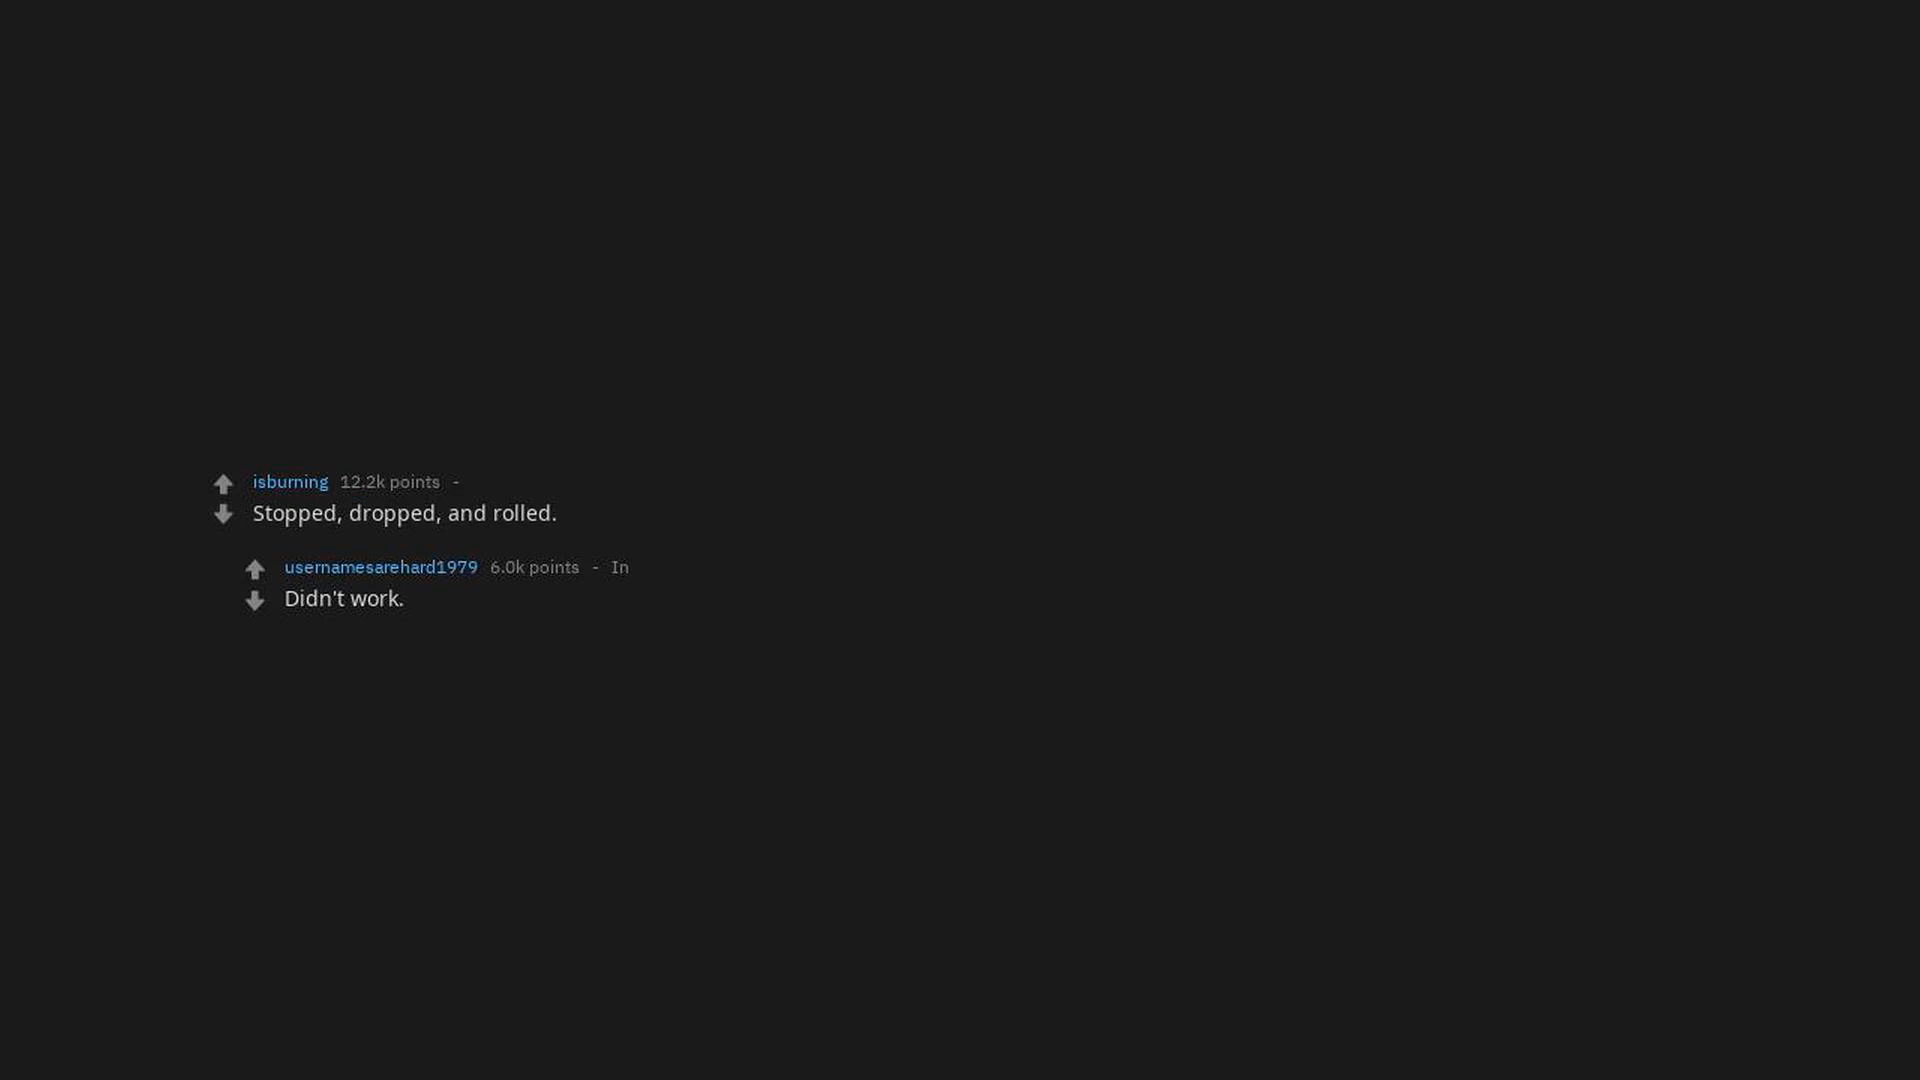 isburning 12.2k points -
Stopped, dropped, and rolled.
usernamesarehard1979 6.0k points - In
Didn't work.